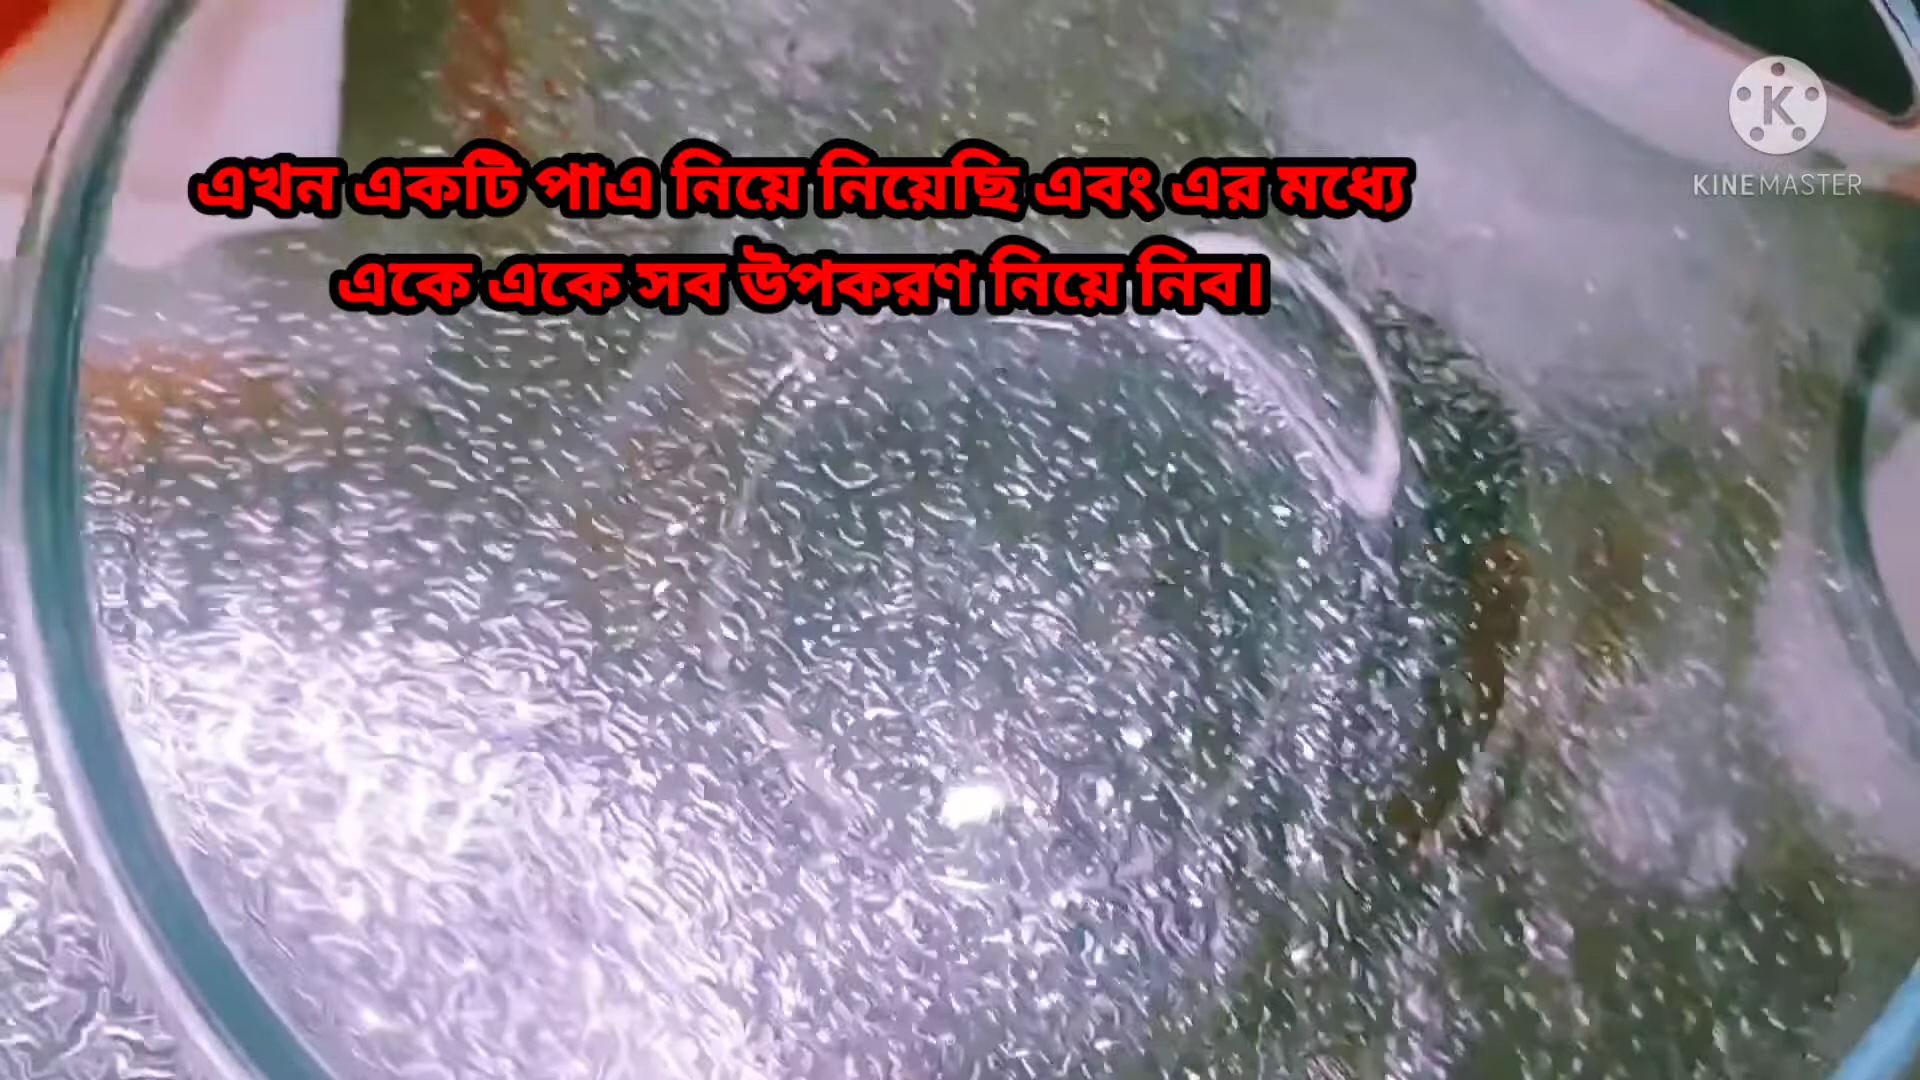 এখন একটি পাএ নিয়ে নিয়েছি এবং এর মধ্যে
একে একে সব উপকরণ নিয়ে নিব।
K
KINEMASTER